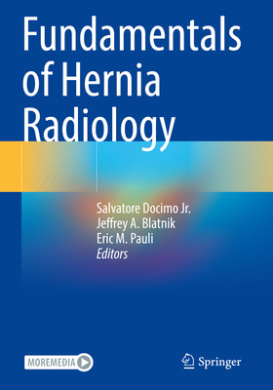 Fundamentals
of Hernia
Radiology
Salvatore Docimo Jr.
Jeffrey A. Blatnik
Eric M. Pauli
Editors
MOREMEDIA
Springer